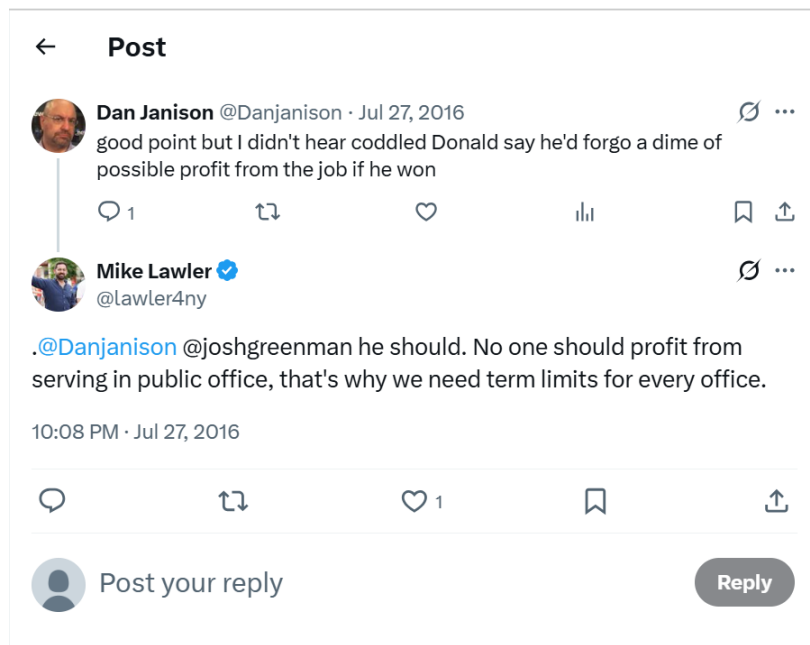 Post
Dan Janison @Danjanison · Jul 27, 2016
good point but I didn't hear coddled Donald say he'd forgo a dime of
possible profit from the job if he won
1
Mike Lawler
@lawler4ny
.@Danjanison @joshgreenman he should. No one should profit from
serving in public office, that's why we need term limits for every office.
10:08 PM · Jul 27, 2016
1
Post your reply
Reply